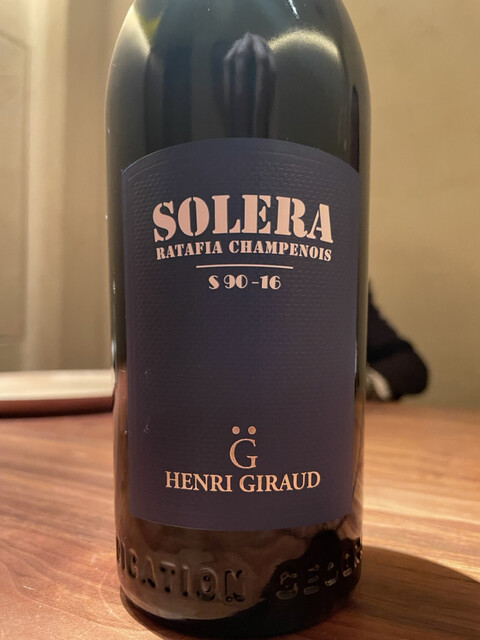 SOLERA
RATAFIA CHAMPENOIS
S 90-16
G̈
HENRI GIRAUD